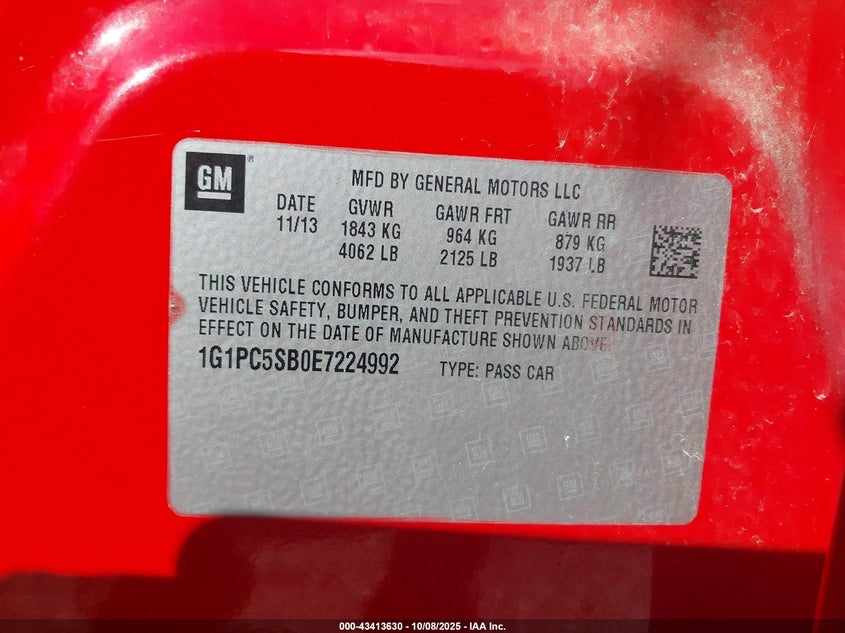 GM
MFD BY GENERAL MOTORS LLC
DATE GVWR GAWR FRT GAWR RR
11/13 1843 KG 964 KG 879 KG
4062 LB 2125 LB 1937 LB
THIS VEHICLE CONFORMS TO ALL APPLICABLE U.S. FEDERAL MOTOR
VEHICLE SAFETY, BUMPER, AND THEFT PREVENTION STANDARDS IN
EFFECT ON THE DATE OF MANUFACTURE SHOWN ABOVE.
1G1PC5SB0E7224992 TYPE: PASS CAR
000-43413630 - 10/08/2025 - IAA Inc.